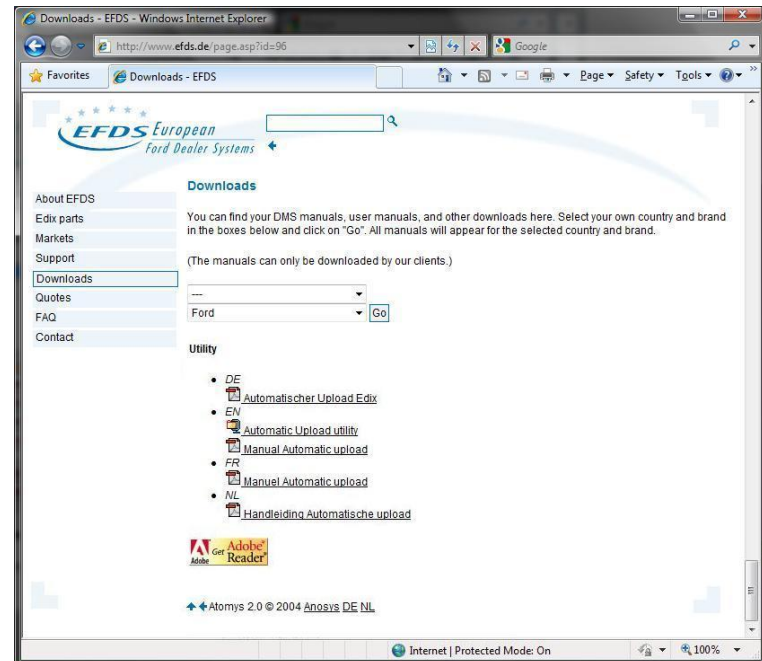 Downloads - EFDS - Windows Internet Explorer
http://www.efds.de/page.asp?id=96
Google
Favorites
Downloads - EFDS
Page
Safety
Tools
EFDS European
Ford Dealer Systems
Downloads
About EFDS
Edix parts
Markets
Support
Downloads
Quotes
FAQ
Contact
You can find your DMS manuals, user manuals, and other downloads here. Select your own country and brand
in the boxes below and click on "Go". All manuals will appear for the selected country and brand.
(The manuals can only be downloaded by our clients.)
---
Ford
Go
Utility
• DE
Automatischer Upload Edix
• EN
Automatic Upload utility
Manual Automatic upload
• FR
Manuel Automatic upload
• NL
Handleiding Automatische upload
Adobe
Get Adobe®
Reader®
Atomys 2.0 © 2004 Anosys DE NL
Internet | Protected Mode: On
100%